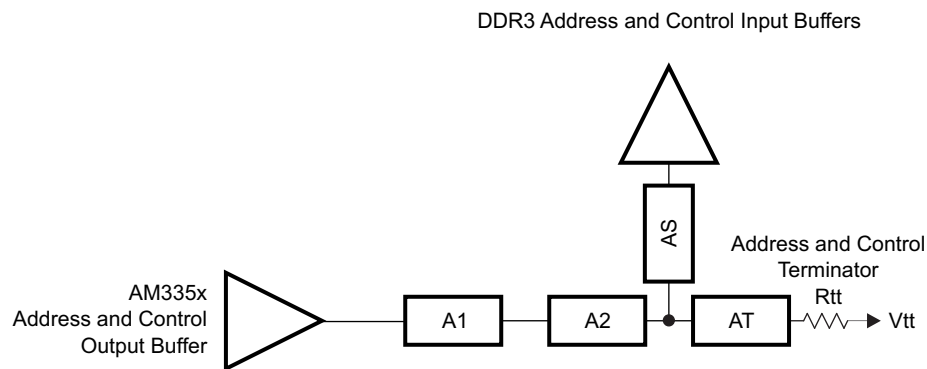 DDR3 Address and Control Input Buffers
AS
Address and Control
Terminator
Rtt
AM335x
Address and Control
Output Buffer
A1
A2
AT
Vtt